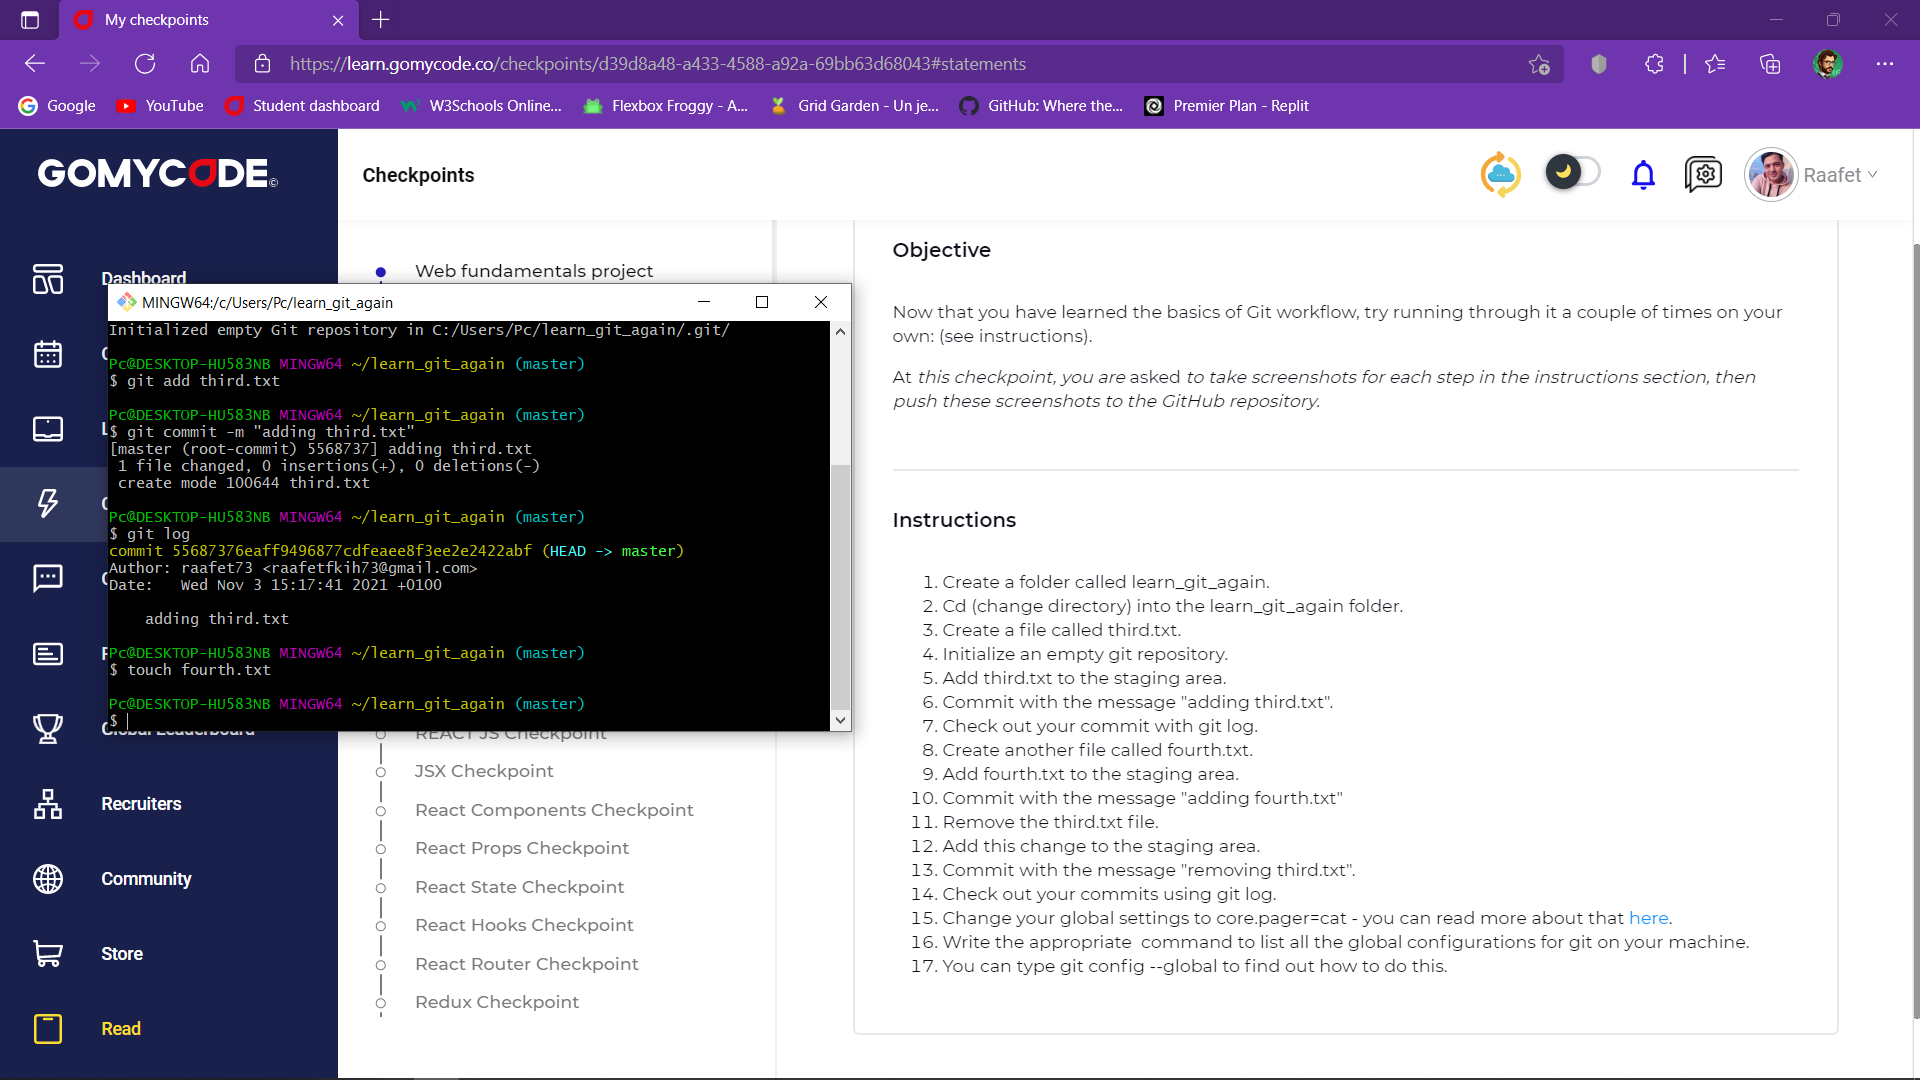 My checkpoints
https://learn.gomycode.co/checkpoints/d39d8a48-a433-4588-a92a-69bb63d68043#statements
Google
YouTube
Student dashboard
W3Schools Online...
Flexbox Froggy - A...
Grid Garden - Un je...
GitHub: Where the...
Premier Plan - Replit
GOMYCODE©
Checkpoints
Raafet
Dashboard
Recruiters
Community
Store
Read
Web fundamentals project
MINGW64:/c/Users/Pc/learn_git_again
Initialized empty Git repository in C:/Users/Pc/learn_git_again/.git/
Pc@DESKTOP-HU583NB MINGW64 ~/learn_git_again (master)
$ git add third.txt
Pc@DESKTOP-HU583NB MINGW64 ~/learn_git_again (master)
$ git commit -m "adding third.txt"
[master (root-commit) 5568737] adding third.txt
1 file changed, 0 insertions(+), 0 deletions(-)
create mode 100644 third.txt
Pc@DESKTOP-HU583NB MINGW64 ~/learn_git_again (master)
$ git log
commit 55687376eaff9496877cdfeaee8f3ee2e2422abf (HEAD -> master)
Author: raafet73 <raafetfkih73@gmail.com>
Date:   Wed Nov 3 15:17:41 2021 +0100
adding third.txt
Pc@DESKTOP-HU583NB MINGW64 ~/learn_git_again (master)
$ touch fourth.txt
Pc@DESKTOP-HU583NB MINGW64 ~/learn_git_again (master)
$
Global Leaderboard
REACT JS Checkpoint
JSX Checkpoint
React Components Checkpoint
React Props Checkpoint
React State Checkpoint
React Hooks Checkpoint
React Router Checkpoint
Redux Checkpoint
Objective
Now that you have learned the basics of Git workflow, try running through it a couple of times on your
own: (see instructions).
At this checkpoint, you are asked to take screenshots for each step in the instructions section, then
push these screenshots to the GitHub repository.
Instructions
1. Create a folder called learn_git_again.
2. Cd (change directory) into the learn_git_again folder.
3. Create a file called third.txt.
4. Initialize an empty git repository.
5. Add third.txt to the staging area.
6. Commit with the message "adding third.txt".
7. Check out your commit with git log.
8. Create another file called fourth.txt.
9. Add fourth.txt to the staging area.
10. Commit with the message "adding fourth.txt"
11. Remove the third.txt file.
12. Add this change to the staging area.
13. Commit with the message "removing third.txt".
14. Check out your commits using git log.
15. Change your global settings to core.pager=cat - you can read more about that here.
16. Write the appropriate  command to list all the global configurations for git on your machine.
17. You can type git config --global to find out how to do this.